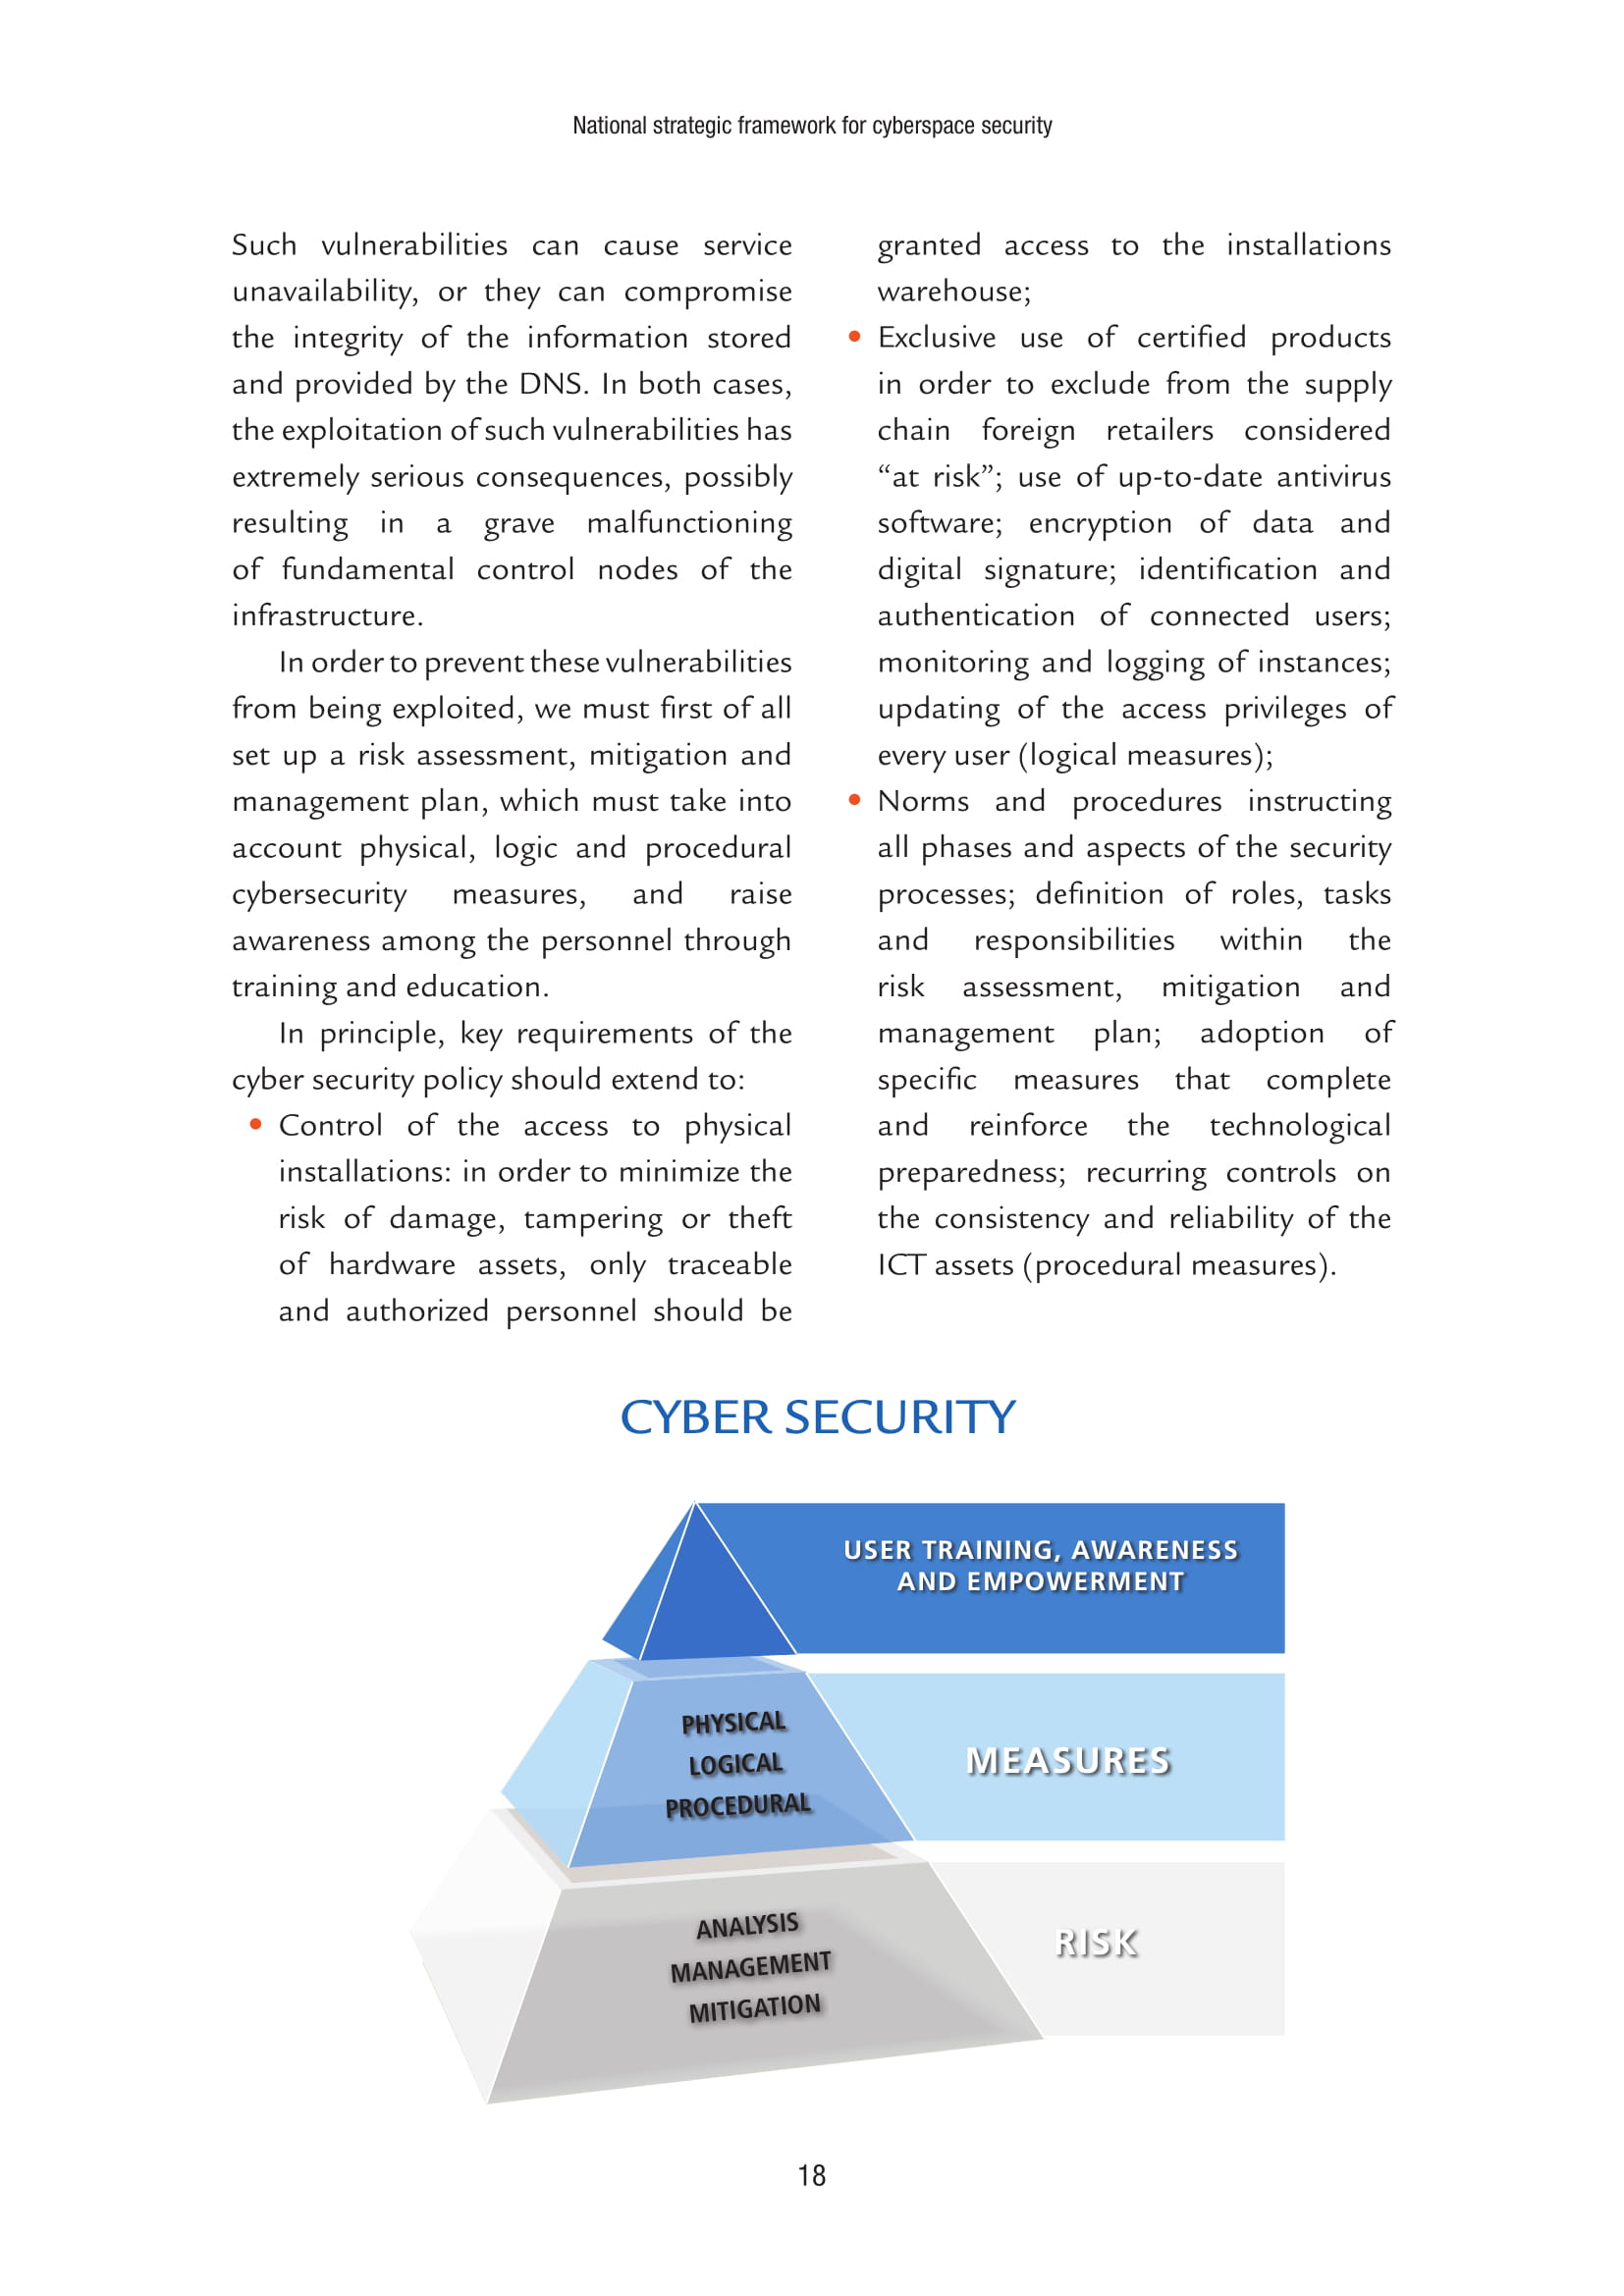 National strategic framework for cyberspace security
Such vulnerabilities can cause service
unavailability, or they can compromise
the integrity of the information stored
and provided by the DNS. In both cases,
the exploitation of such vulnerabilities has
extremely serious consequences, possibly
resulting in a grave malfunctioning
of fundamental control nodes of the
infrastructure.
In order to prevent these vulnerabilities
from being exploited, we must first of all
set up a risk assessment, mitigation and
management plan, which must take into
account physical, logic and procedural
cybersecurity measures, and raise
awareness among the personnel through
training and education.
In principle, key requirements of the
cyber security policy should extend to:
• Control of the access to physical
installations: in order to minimize the
risk of damage, tampering or theft
of hardware assets, only traceable
and authorized personnel should be
granted access to the installations
warehouse;
• Exclusive use of certified products
in order to exclude from the supply
chain foreign retailers considered
“at risk”; use of up-to-date antivirus
software; encryption of data and
digital signature; identification and
authentication of connected users;
monitoring and logging of instances;
updating of the access privileges of
every user (logical measures);
• Norms and procedures instructing
all phases and aspects of the security
processes; definition of roles, tasks
and responsibilities within the
risk assessment, mitigation and
management plan; adoption of
specific measures that complete
and reinforce the technological
preparedness; recurring controls on
the consistency and reliability of the
ICT assets (procedural measures).
CYBER SECURITY
USER TRAINING, AWARENESS
AND EMPOWERMENT
PHYSICAL
LOGICAL
PROCEDURAL
MEASURES
ANALYSIS
MANAGEMENT
MITIGATION
RISK
18